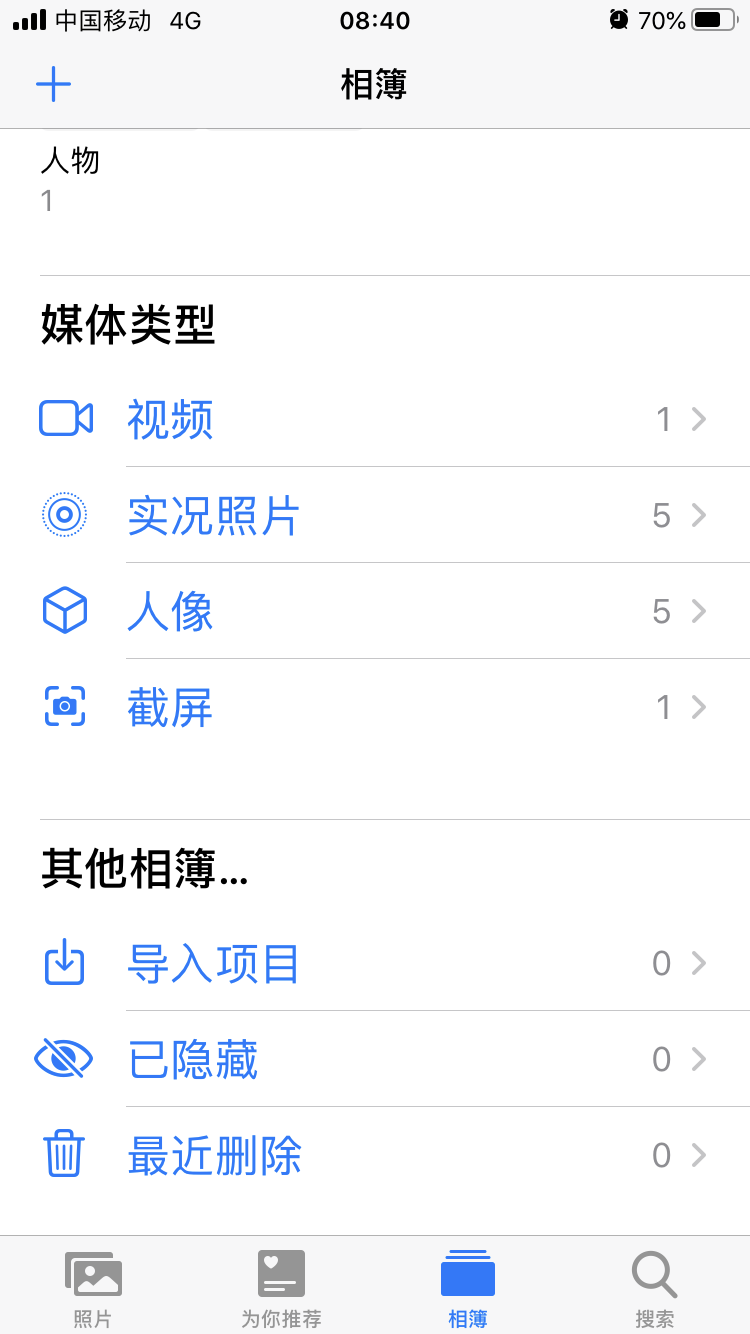 中国移动 4G 08:40 70%
相簿
人物
1
媒体类型
视频 1
实况照片 5
人像 5
截屏 1
其他相簿...
导入项目 0
已隐藏 0
最近删除 0
照片 为你推荐 相簿 搜索